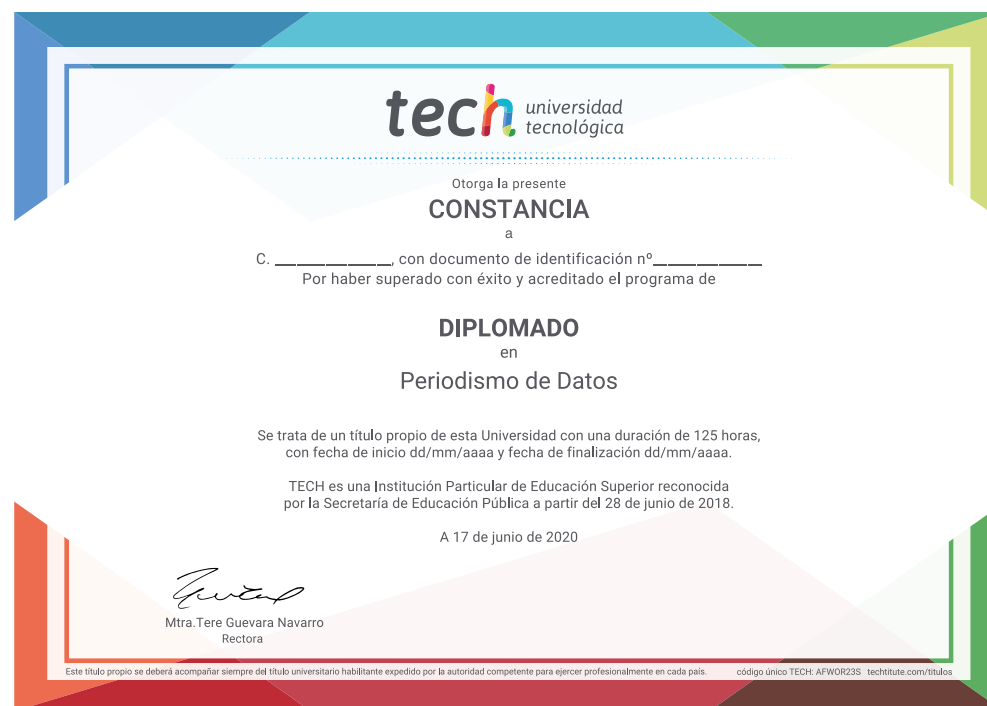 tech universidad
tecnológica
Otorga la presente
CONSTANCIA
a
C. ______________, con documento de identificación nº_____________
Por haber superado con éxito y acreditado el programa de
DIPLOMADO
en
Periodismo de Datos
Se trata de un título propio de esta Universidad con una duración de 125 horas,
con fecha de inicio dd/mm/aaaa y fecha de finalización dd/mm/aaaa.
TECH es una Institución Particular de Educación Superior reconocida
por la Secretaría de Educación Pública a partir del 28 de junio de 2018.
A 17 de junio de 2020
Mtra.Tere Guevara Navarro
Rectora
Este título propio se deberá acompañar siempre del título universitario habilitante expedido por la autoridad competente para ejercer profesionalmente en cada país. código único TECH: AFWOR23S techtitute.com/titulos